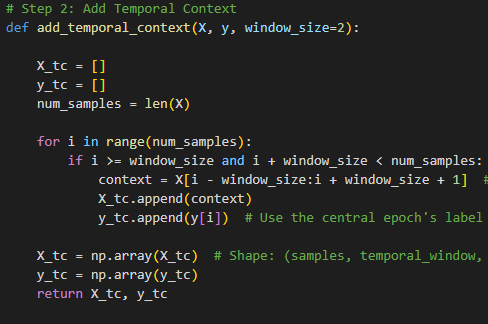 # Step 2: Add Temporal Context
def add_temporal_context(X, y, window_size=2):
X_tc = []
y_tc = []
num_samples = len(X)
for i in range(num_samples):
if i >= window_size and i + window_size < num_samples:
context = X[i - window_size:i + window_size + 1]  #
X_tc.append(context)
y_tc.append(y[i])  # Use the central epoch's label
X_tc = np.array(X_tc)  # Shape: (samples, temporal_window,
y_tc = np.array(y_tc)
return X_tc, y_tc